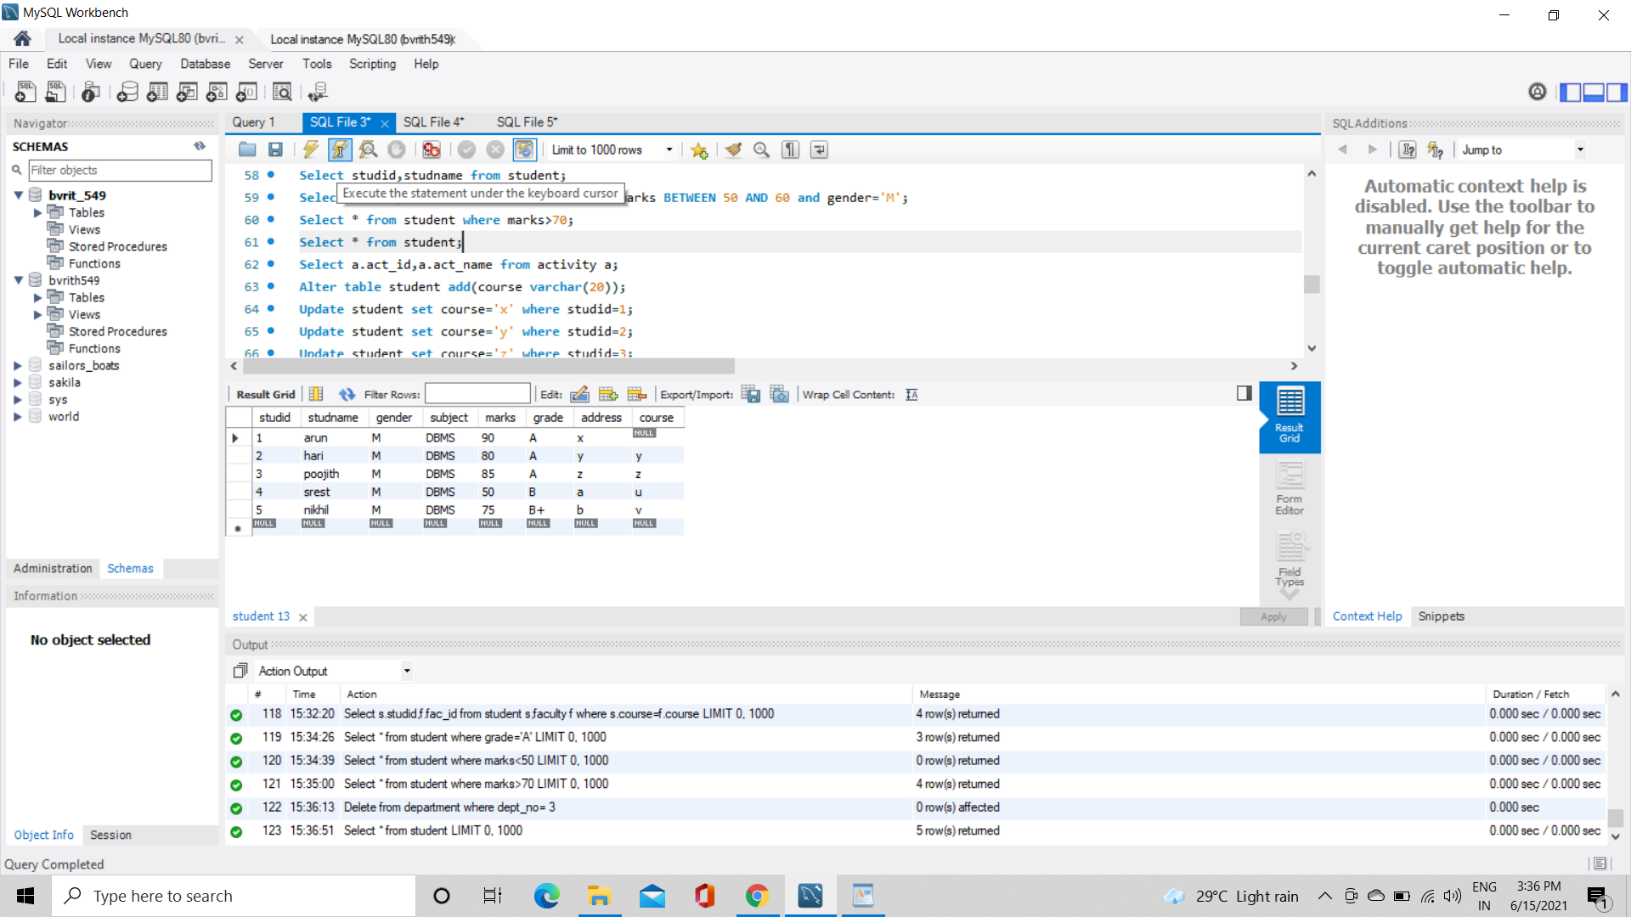 MySQL Workbench
Local instance MySQL80 (bvri... × Local instance MySQL80 (bvrith549) ×
File Edit View Query Database Server Tools Scripting Help
Navigator
SCHEMAS
Filter objects
bvrit_549
Tables
Views
Stored Procedures
Functions
bvrith549
Tables
Views
Stored Procedures
Functions
sailors_boats
sakila
sys
world
Administration Schemas
Information
No object selected
Object Info Session
Query 1 SQL File 3* × SQL File 4* SQL File 5*
Limit to 1000 rows
58 Select studid,studname from student;
Execute the statement under the keyboard cursor
59 Selec arks BETWEEN 50 AND 60 and gender='M';
60 Select * from student where marks>70;
61 Select * from student;
62 Select a.act_id,a.act_name from activity a;
63 Alter table student add(course varchar(20));
64 Update student set course='x' where studid=1;
65 Update student set course='y' where studid=2;
66 Update student set course='z' where studid=3;
Result Grid Filter Rows: Edit: Export/Import: Wrap Cell Content:
studid studname gender subject marks grade address course
1 arun M DBMS 90 A x NULL
2 hari M DBMS 80 A y y
3 poojith M DBMS 85 A z z
4 srest M DBMS 50 B a u
5 nikhil M DBMS 75 B+ b v
NULL NULL NULL NULL NULL NULL NULL NULL
Result
Grid
Form
Editor
Field
Types
student 13 × Apply
SQLAdditions
Jump to
Automatic context help is
disabled. Use the toolbar to
manually get help for the
current caret position or to
toggle automatic help.
Context Help Snippets
Output
Action Output
# Time Action Message Duration / Fetch
118 15:32:20 Select s.studid,f.fac_id from student s,faculty f where s.course=f.course LIMIT 0, 1000 4 row(s) returned 0.000 sec / 0.000 sec
119 15:34:26 Select * from student where grade='A' LIMIT 0, 1000 3 row(s) returned 0.000 sec / 0.000 sec
120 15:34:39 Select * from student where marks<50 LIMIT 0, 1000 0 row(s) returned 0.000 sec / 0.000 sec
121 15:35:00 Select * from student where marks>70 LIMIT 0, 1000 4 row(s) returned 0.000 sec / 0.000 sec
122 15:36:13 Delete from department where dept_no= 3 0 row(s) affected 0.000 sec
123 15:36:51 Select * from student LIMIT 0, 1000 5 row(s) returned 0.000 sec / 0.000 sec
Query Completed
Type here to search
29°C Light rain
ENG
IN
3:36 PM
6/15/2021
1